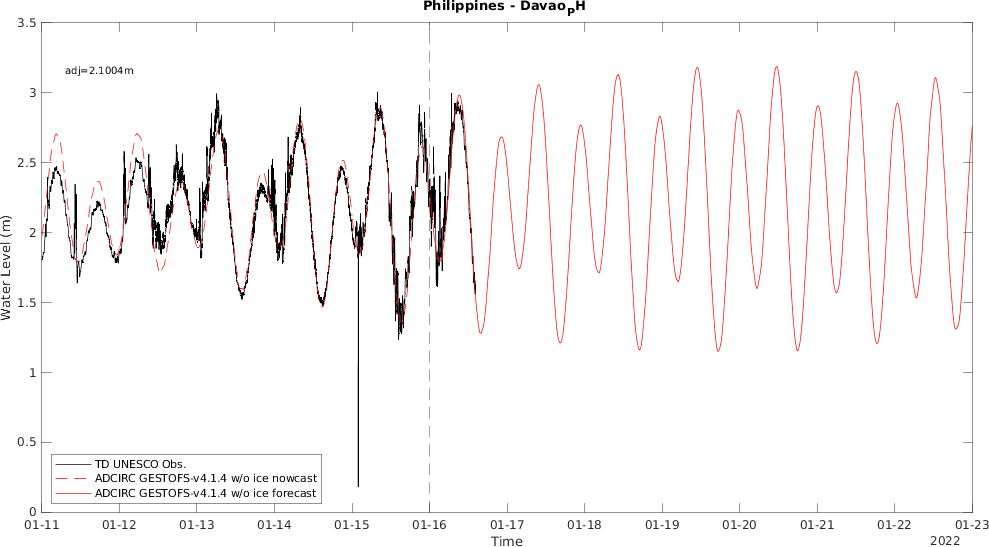 Philippines - DavaopH
adj=2.1004m
3.5
3
2.5
2
1.5
1
0.5
0
Water Level (m)
TD UNESCO Obs.
ADCIRC GESTOFS-v4.1.4 w/o ice nowcast
ADCIRC GESTOFS-v4.1.4 w/o ice forecast
01-11 01-12 01-13 01-14 01-15 01-16 01-17 01-18 01-19 01-20 01-21 01-22 01-23
Time
2022